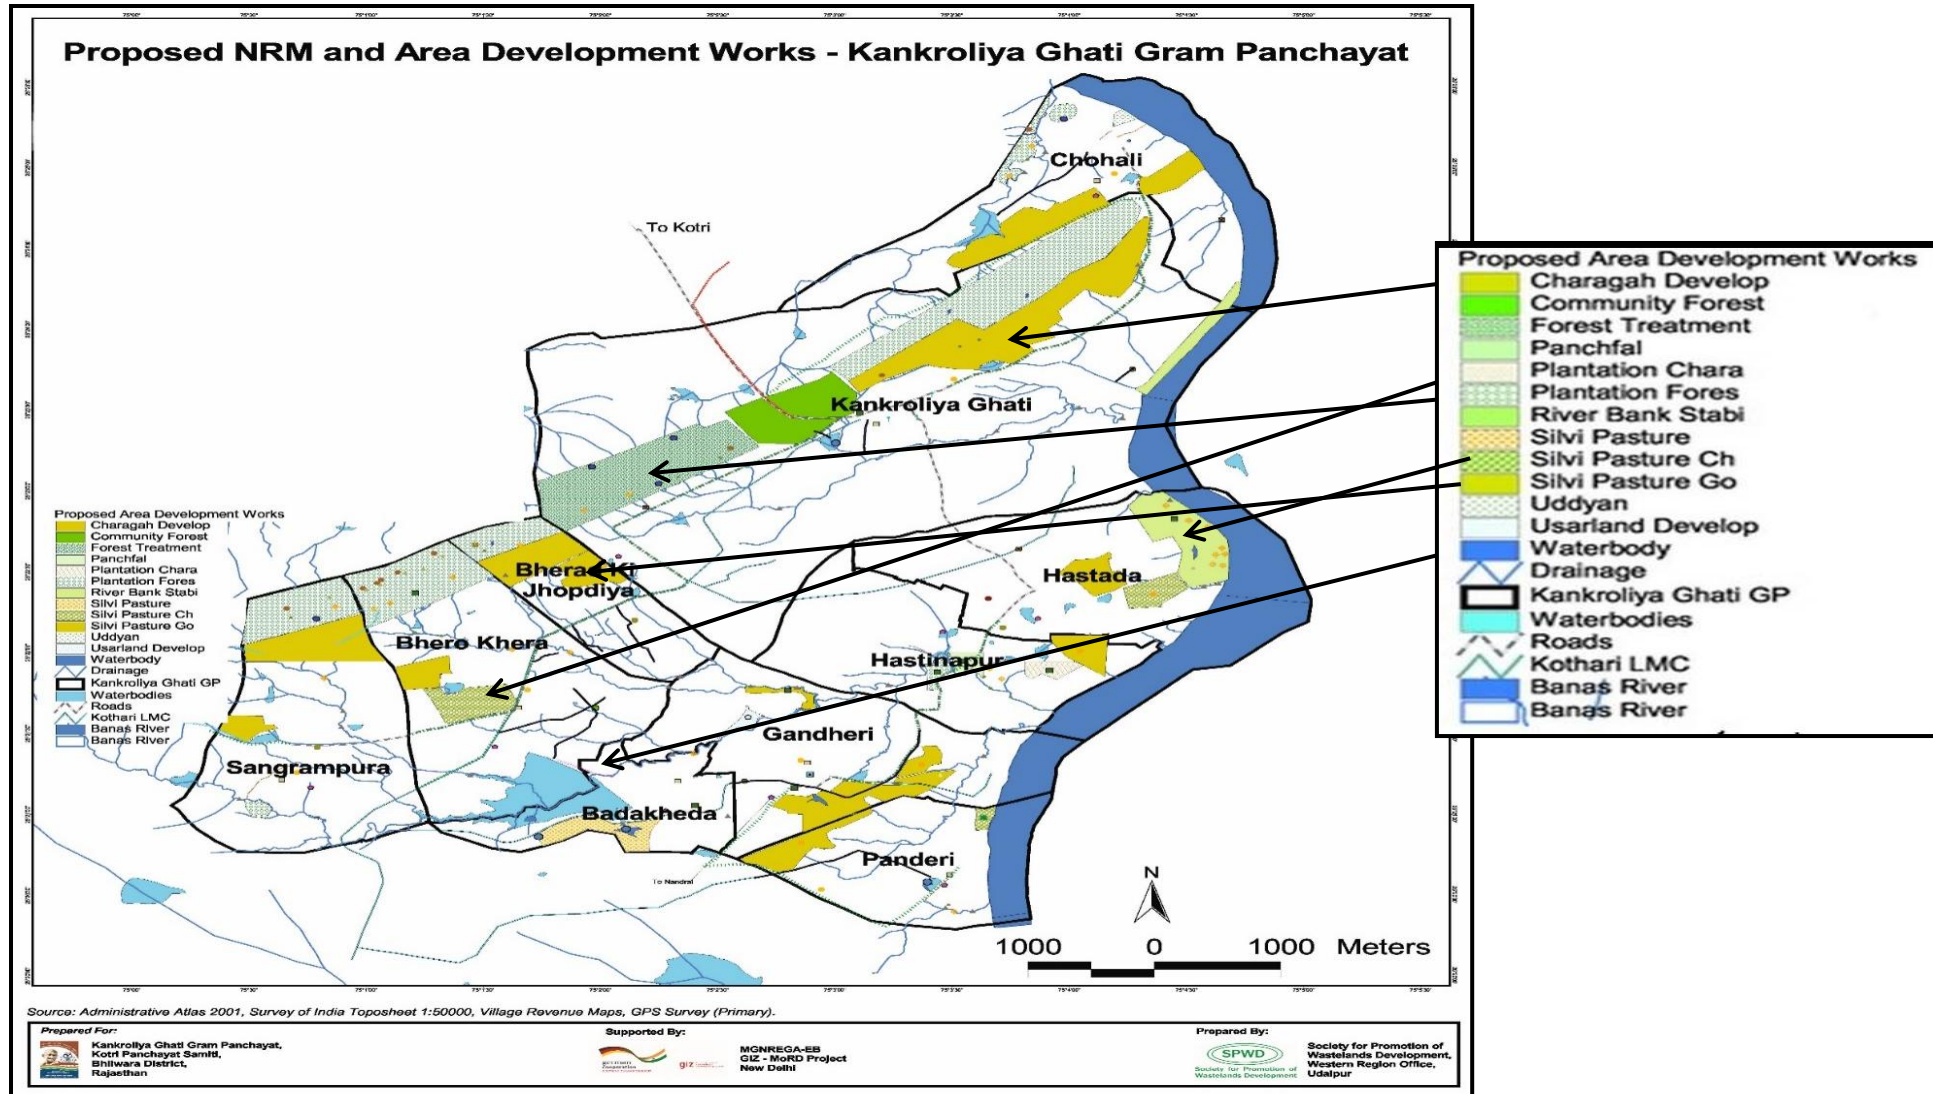 Proposed NRM and Area Development Works - Kankroliya Ghati Gram Panchayat
Chohali
To Kotri
Kankroliya Ghati
Bhera Ki
Jhopdiya
Hastada
Bhero Khera
Hastinapur
Gandheri
Sangrampura
Badakheda
Panderi
To Nandrai
N
1000 0 1000 Meters
Proposed Area Development Works
Charagah Develop
Community Forest
Forest Treatment
Panchfal
Plantation Chara
Plantation Fores
River Bank Stabi
Silvi Pasture
Silvi Pasture Ch
Silvi Pasture Go
Uddyan
Usarland Develop
Waterbody
Drainage
Kankroliya Ghati GP
Waterbodies
Roads
Kothari LMC
Banas River
Banas River
Proposed Area Development Works
Charagah Develop
Community Forest
Forest Treatment
Panchfal
Plantation Chara
Plantation Fores
River Bank Stabi
Silvi Pasture
Silvi Pasture Ch
Silvi Pasture Go
Uddyan
Usarland Develop
Waterbody
Drainage
Kankroliya Ghati GP
Waterbodies
Roads
Kothari LMC
Banas River
Banas River
Source: Administrative Atlas 2001, Survey of India Toposheet 1:50000, Village Revenue Maps, GPS Survey (Primary).
Prepared For:
Kankroliya Ghati Gram Panchayat,
Kotri Panchayat Samiti,
Bhilwara District,
Rajasthan
Supported By:
giz
MGNREGA-EB
GIZ - MoRD Project
New Delhi
Prepared By:
SPWD
Society for Promotion of
Wastelands Development
Society for Promotion of
Wastelands Development,
Western Region Office,
Udaipur